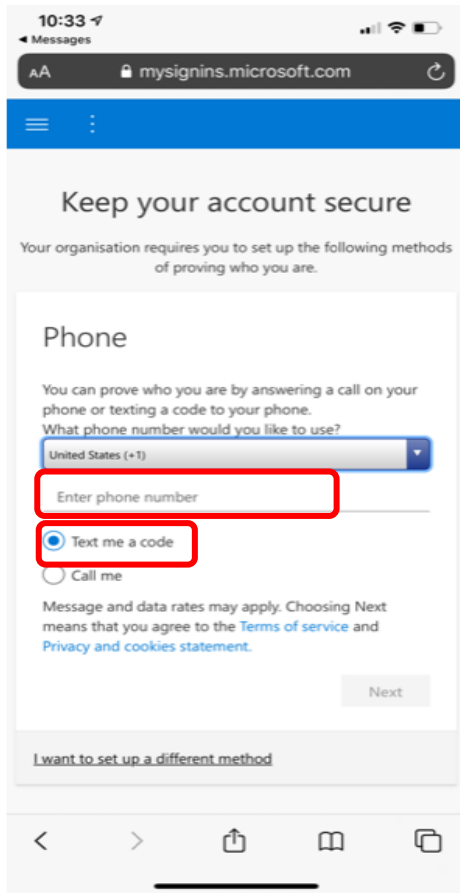 10:33
◀ Messages
AA mysignins.microsoft.com
Keep your account secure
Your organisation requires you to set up the following methods
of proving who you are.
Phone
You can prove who you are by answering a call on your
phone or texting a code to your phone.
What phone number would you like to use?
United States (+1)
Enter phone number
Text me a code
Call me
Message and data rates may apply. Choosing Next
means that you agree to the Terms of service and
Privacy and cookies statement.
Next
I want to set up a different method